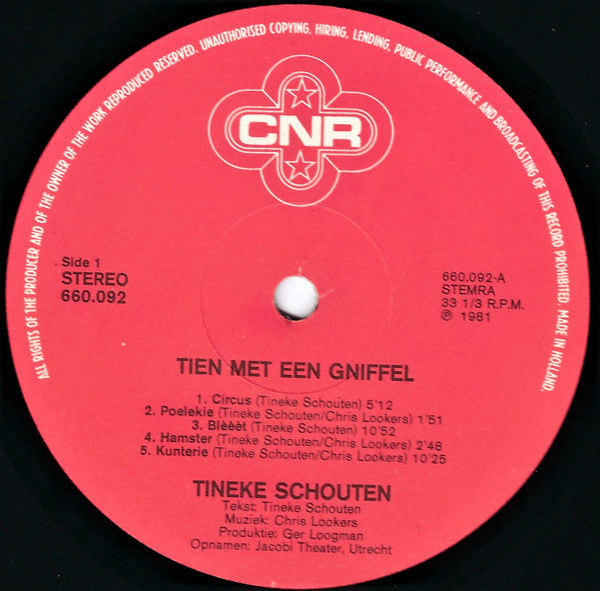 ALL RIGHTS OF THE PRODUCER AND OF THE OWNER OF THE WORK REPRODUCED RESERVED. UNAUTHORISED COPYING, HIRING, LENDING, PUBLIC PERFORMANCE AND BROADCASTING OF THIS RECORD PROHIBITED. MADE IN HOLLAND.
CNR
Side 1
STEREO
660.092
660.092-A
STEMRA
33 1/3 R.P.M.
℗ 1981
TIEN MET EEN GNIFFEL
1. Circus (Tineke Schouten) 5'12
2. Poelekie (Tineke Schouten/Chris Lookers) 1'51
3. Blèèèt (Tineke Schouten) 10'52
4. Hamster (Tineke Schouten/Chris Lookers) 2'48
5. Kunterie (Tineke Schouten/Chris Lookers) 10'25
TINEKE SCHOUTEN
Tekst: Tineke Schouten
Muziek: Chris Lookers
Produktie: Ger Loogman
Opnamen: Jacobi Theater, Utrecht